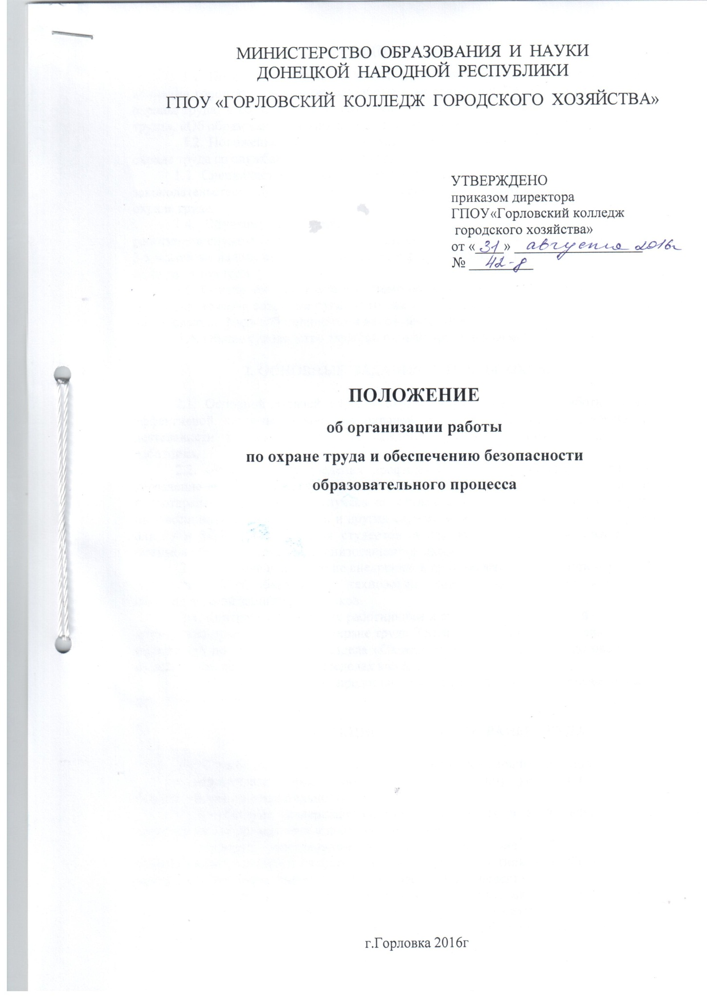 МИНИСТЕРСТВО ОБРАЗОВАНИЯ И НАУКИ
ДОНЕЦКОЙ НАРОДНОЙ РЕСПУБЛИКИ
ГПОУ «ГОРЛОВСКИЙ КОЛЛЕДЖ ГОРОДСКОГО ХОЗЯЙСТВА»
УТВЕРЖДЕНО
приказом директора
ГПОУ«Горловский колледж
городского хозяйства»
от «31» августа 2016г
№ 42-д
ПОЛОЖЕНИЕ
об организации работы
по охране труда и обеспечению безопасности
образовательного процесса
г.Горловка 2016г